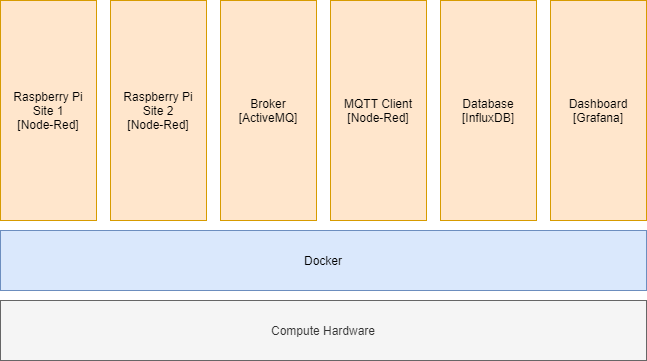 Raspberry Pi
Site 1
[Node-Red]
Raspberry Pi
Site 2
[Node-Red]
Broker
[ActiveMQ]
MQTT Client
[Node-Red]
Database
[InfluxDB]
Dashboard
[Grafana]
Docker
Compute Hardware